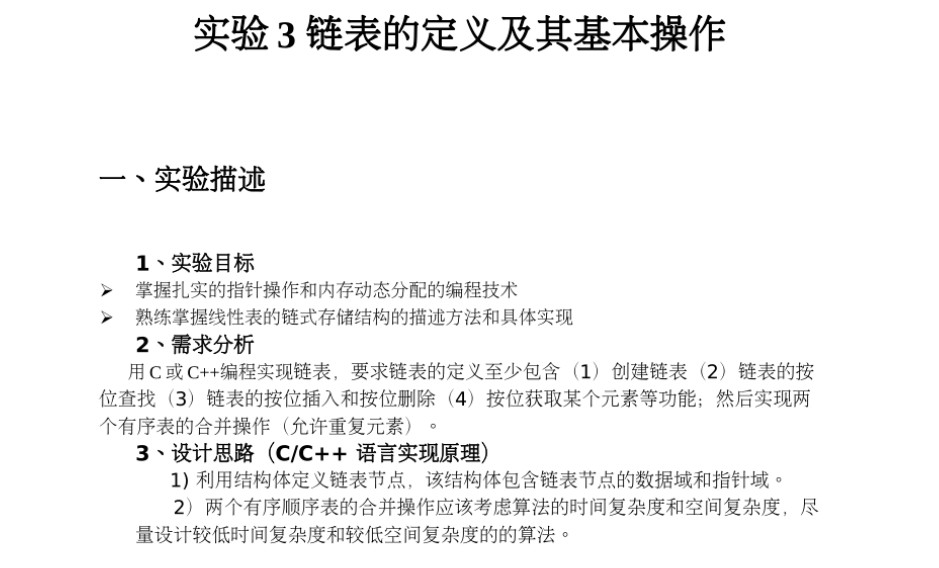 实验 3 链表的定义及其基本操作
一、实验描述
1、实验目标
➢ 掌握扎实的指针操作和内存动态分配的编程技术
➢ 熟练掌握线性表的链式存储结构的描述方法和具体实现
2、需求分析
用 C 或 C++编程实现链表，要求链表的定义至少包含（1）创建链表（2）链表的按
位查找（3）链表的按位插入和按位删除（4）按位获取某个元素等功能；然后实现两
个有序表的合并操作（允许重复元素）。
3、设计思路（C/C++ 语言实现原理）
1) 利用结构体定义链表节点，该结构体包含链表节点的数据域和指针域。
2）两个有序顺序表的合并操作应该考虑算法的时间复杂度和空间复杂度，尽
量设计较低时间复杂度和较低空间复杂度的的算法。